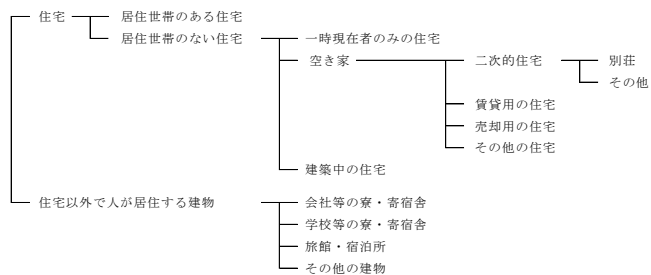 住宅 居住世帯のある住宅
居住世帯のない住宅 一時現在者のみの住宅
空き家 二次的住宅 別荘
その他
賃貸用の住宅
売却用の住宅
その他の住宅
建築中の住宅
住宅以外で人が居住する建物 会社等の寮・寄宿舎
学校等の寮・寄宿舎
旅館・宿泊所
その他の建物